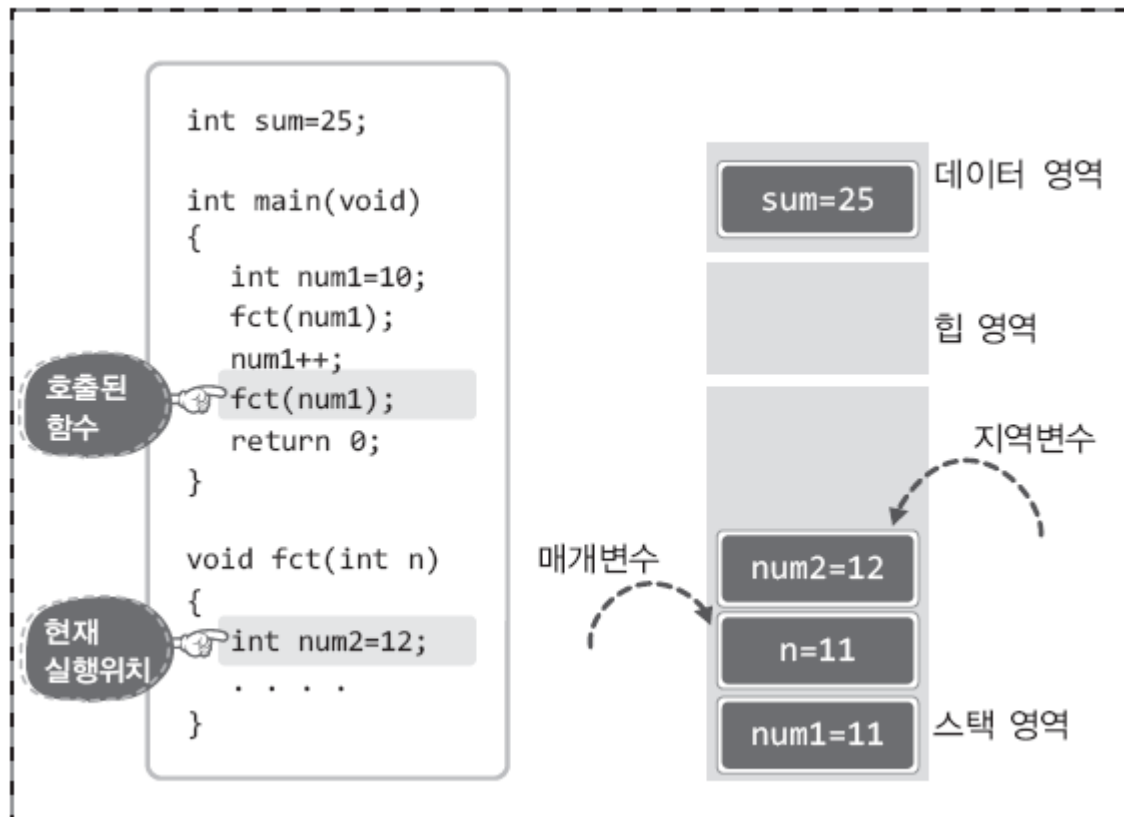 int sum=25;
int main(void)
{
int num1=10;
fct(num1);
num1++;
fct(num1);
return 0;
}
void fct(int n)
{
int num2=12;
. . . .
}
호출된
함수
현재
실행위치
sum=25
데이터 영역
힙 영역
지역변수
매개변수
num2=12
n=11
num1=11
스택 영역